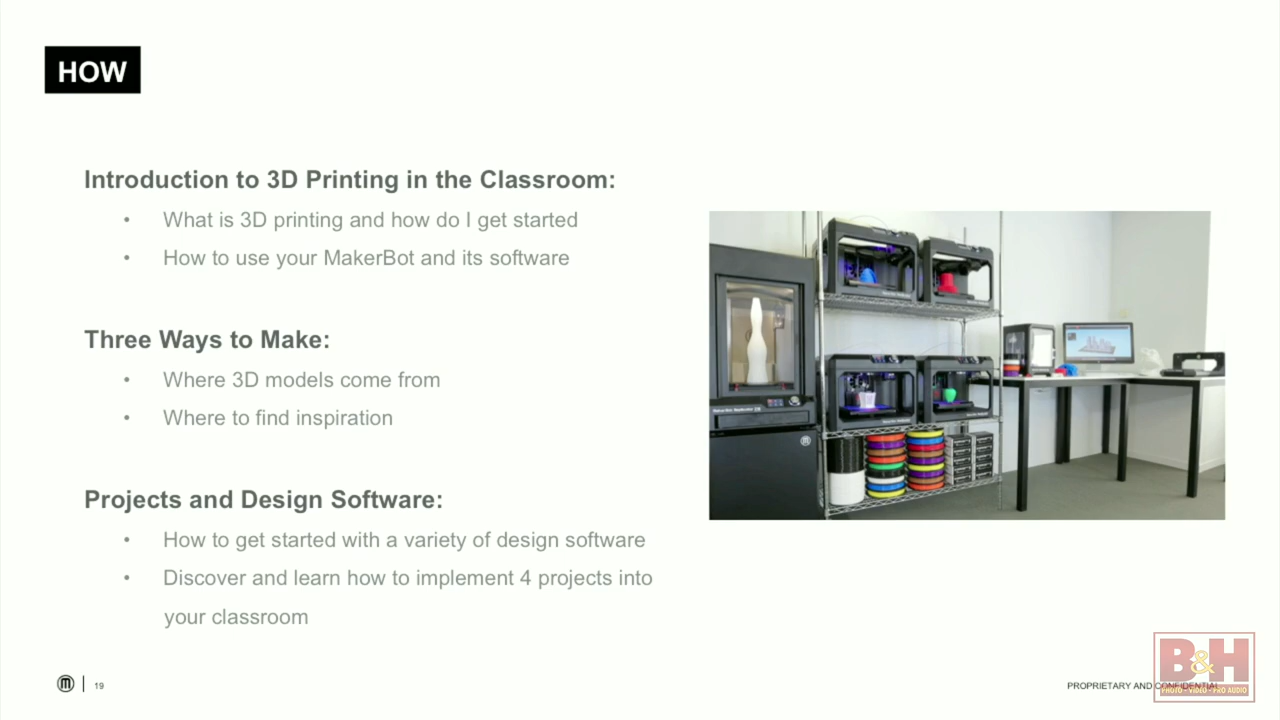 HOW
Introduction to 3D Printing in the Classroom:
• What is 3D printing and how do I get started
• How to use your MakerBot and its software
Three Ways to Make:
• Where 3D models come from
• Where to find inspiration
Projects and Design Software:
• How to get started with a variety of design software
• Discover and learn how to implement 4 projects into
your classroom
19
PROPRIETARY AND CONFIDENTIAL
B&H
PHOTO - VIDEO - PRO AUDIO